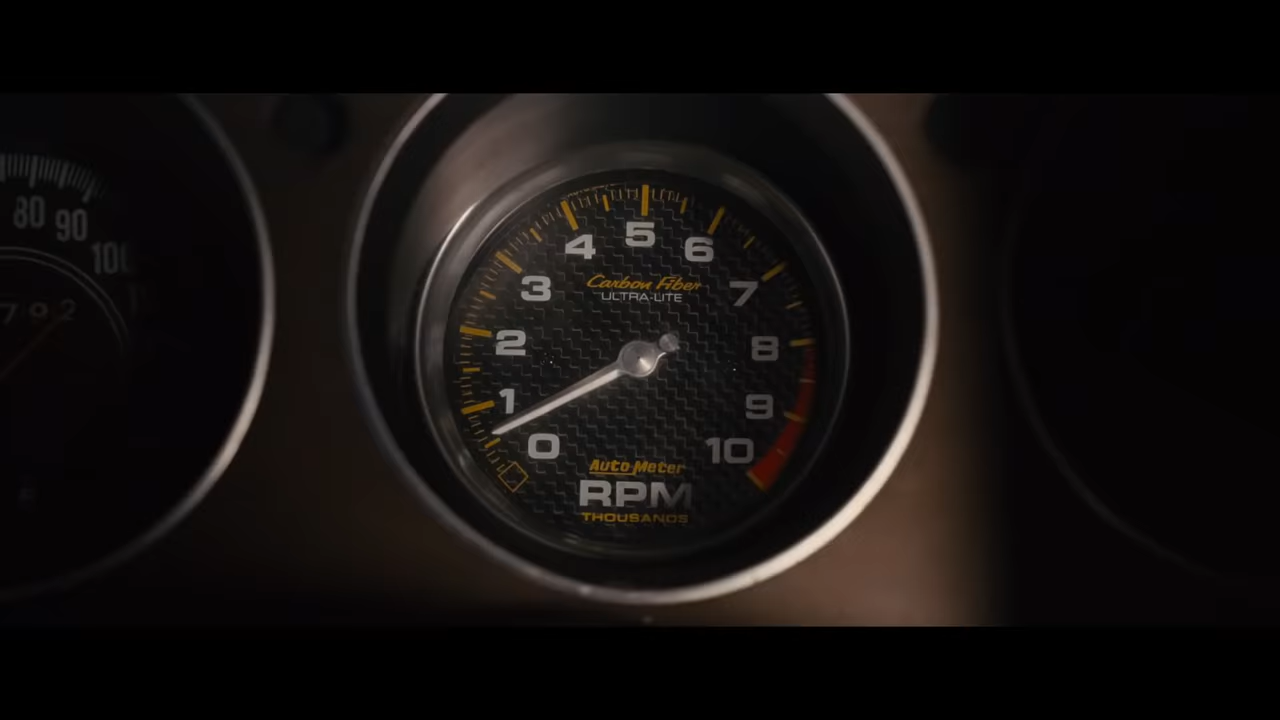 80 90 100
792
5
4 6
3 7
Carbon Fiber
ULTRA-LITE
2 8
1 9
0 10
Auto Meter
RPM
THOUSANDS